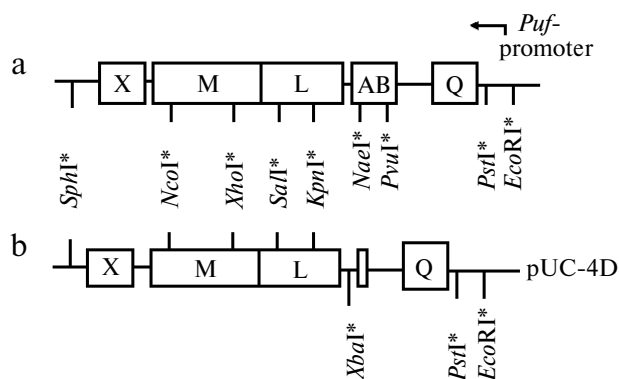 Puf-
promoter
a
X M L AB Q
SphI*
NcoI*
XhoI*
SalI*
KpnI*
NaeI*
PvuI*
PstI*
EcoRI*
b
X M L Q pUC-4D
XbaI*
PstI*
EcoRI*